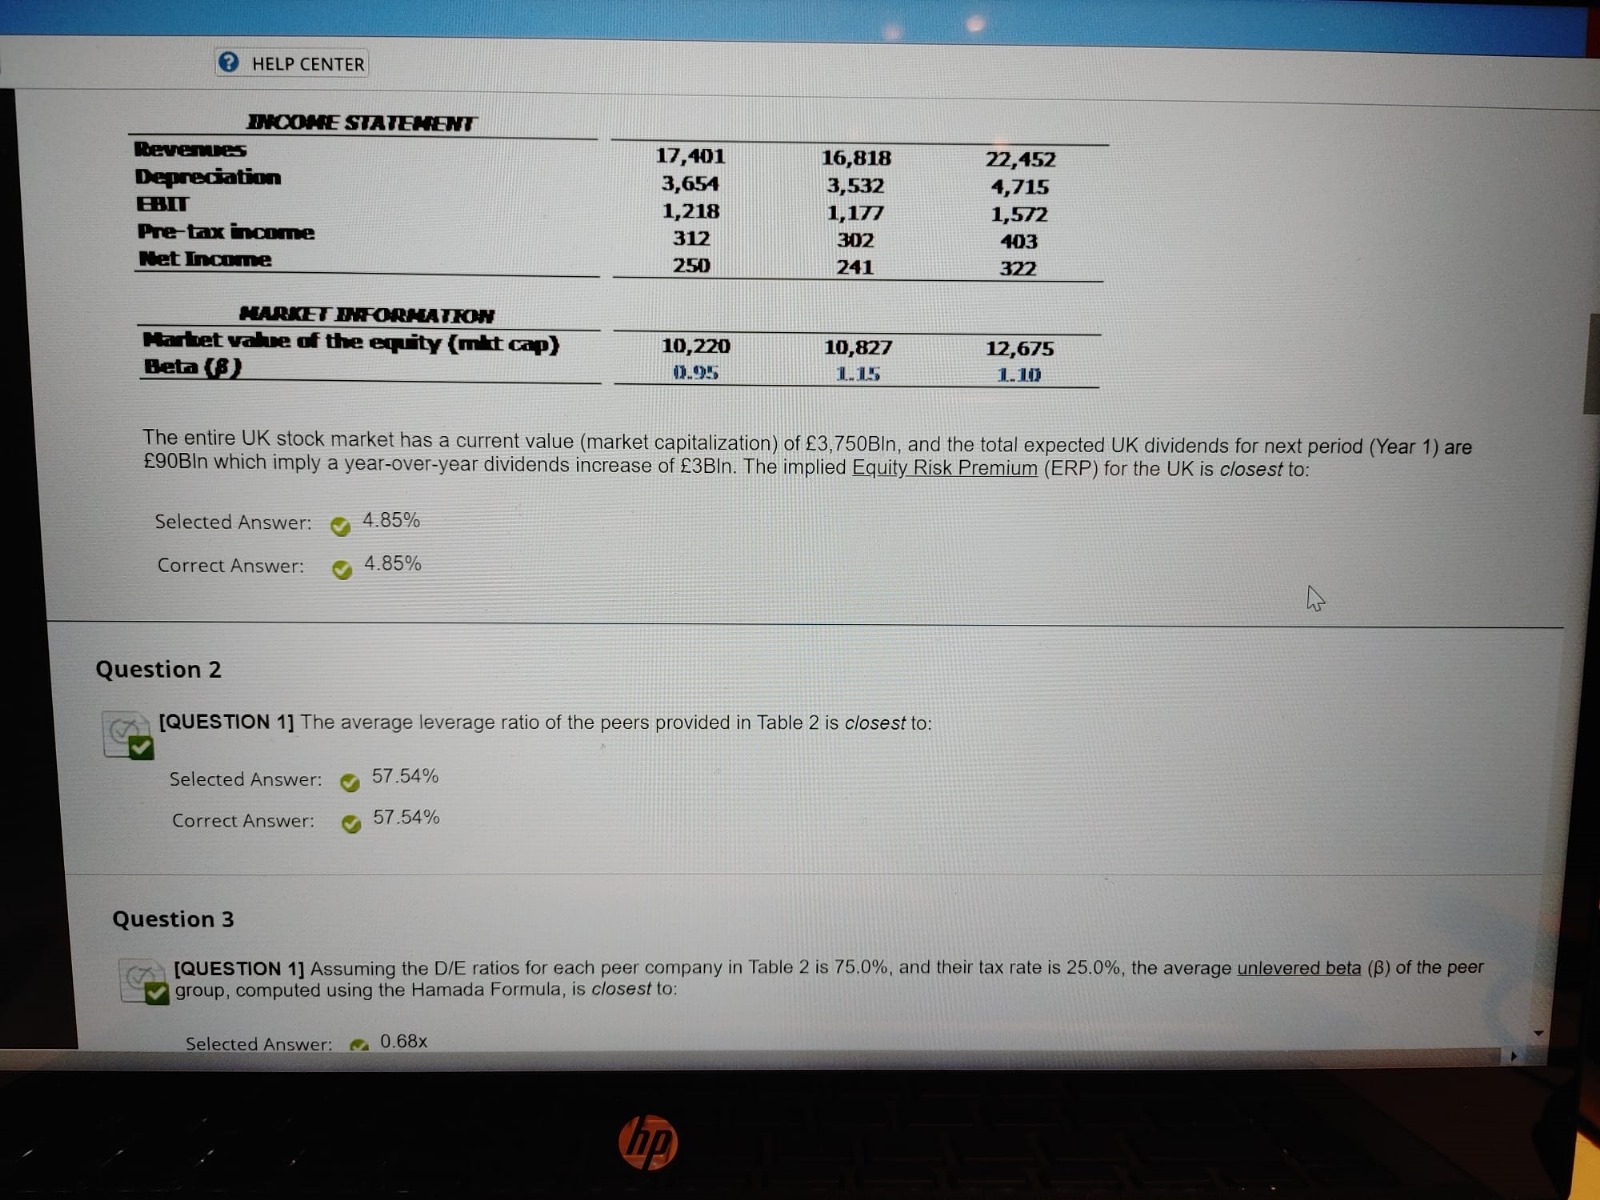 HELP CENTER
INCOME STATEMENT
Revenues 17,401 16,818 22,452
Depreciation 3,654 3,532 4,715
EBIT 1,218 1,177 1,572
Pre-tax income 312 302 403
Net Income 250 241 322
MARKET INFORMATION
Market value of the equity (mkt cap) 10,220 10,827 12,675
Beta (β) 0.95 1.15 1.10
The entire UK stock market has a current value (market capitalization) of £3,750Bln, and the total expected UK dividends for next period (Year 1) are
£90Bln which imply a year-over-year dividends increase of £3Bln. The implied Equity Risk Premium (ERP) for the UK is closest to:
Selected Answer: 4.85%
Correct Answer: 4.85%
Question 2
[QUESTION 1] The average leverage ratio of the peers provided in Table 2 is closest to:
Selected Answer: 57.54%
Correct Answer: 57.54%
Question 3
[QUESTION 1] Assuming the D/E ratios for each peer company in Table 2 is 75.0%, and their tax rate is 25.0%, the average unlevered beta (β) of the peer
group, computed using the Hamada Formula, is closest to:
Selected Answer: 0.68x
hp